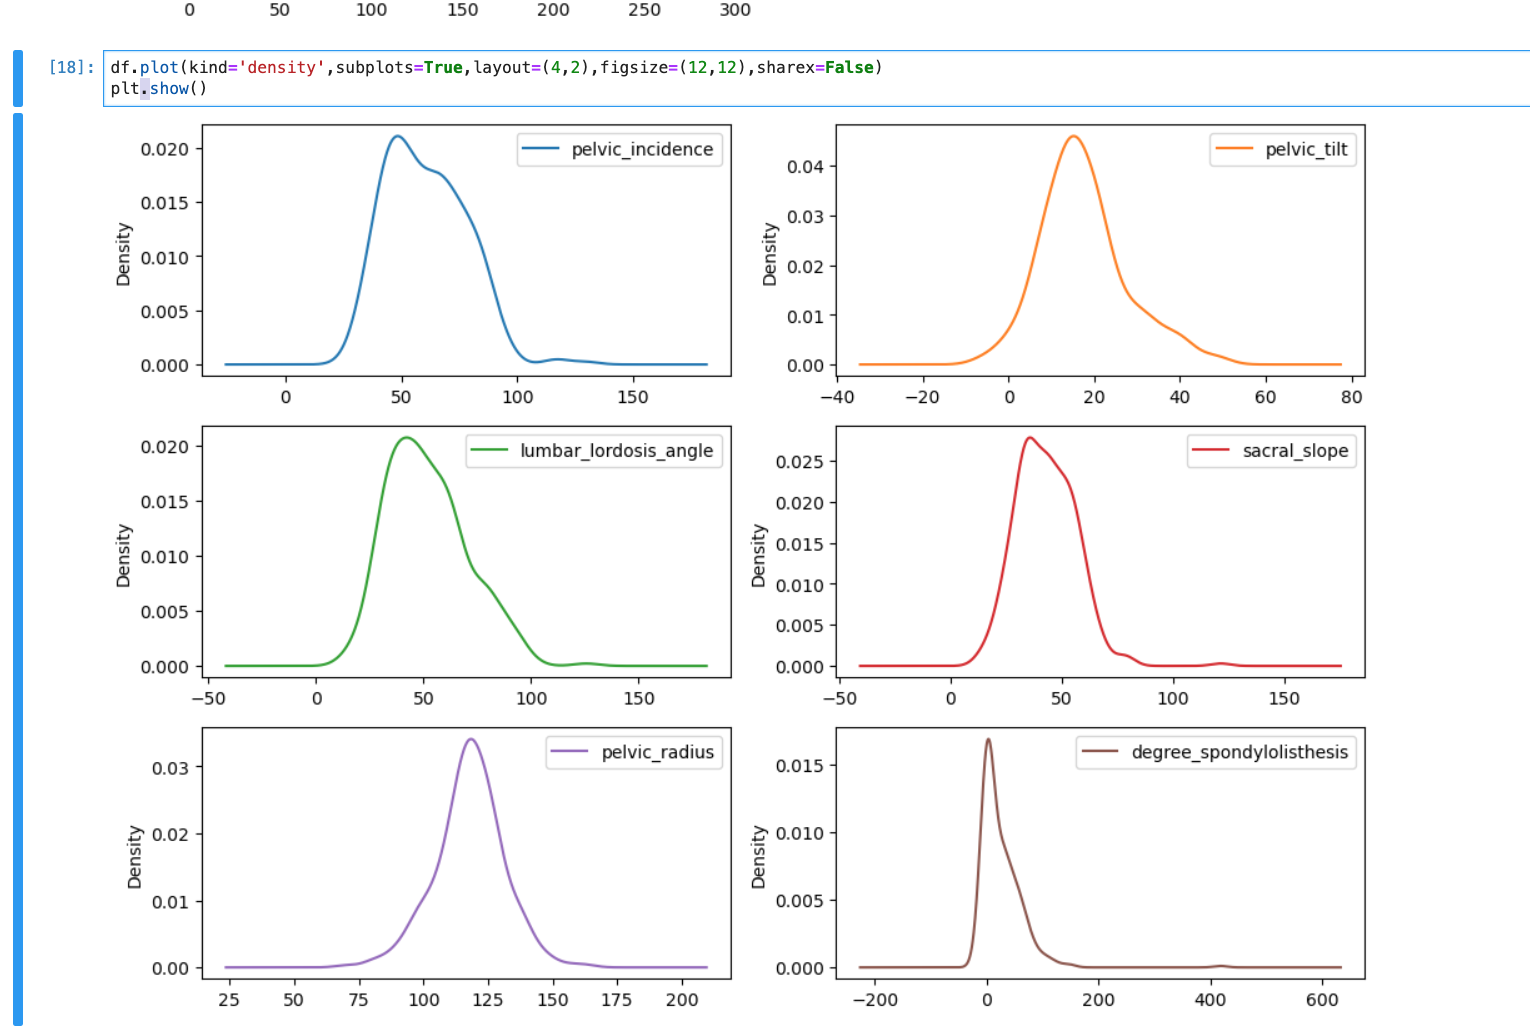 0 50 100 150 200 250 300
[18]: df.plot(kind='density',subplots=True,layout=(4,2),figsize=(12,12),sharex=False)
plt.show()
pelvic_incidence
Density
0.020
0.015
0.010
0.005
0.000
0 50 100 150
pelvic_tilt
Density
0.04
0.03
0.02
0.01
0.00
−40 −20 0 20 40 60 80
lumbar_lordosis_angle
Density
0.020
0.015
0.010
0.005
0.000
−50 0 50 100 150
sacral_slope
Density
0.025
0.020
0.015
0.010
0.005
0.000
−50 0 50 100 150
pelvic_radius
Density
0.03
0.02
0.01
0.00
25 50 75 100 125 150 175 200
degree_spondylolisthesis
Density
0.015
0.010
0.005
0.000
−200 0 200 400 600